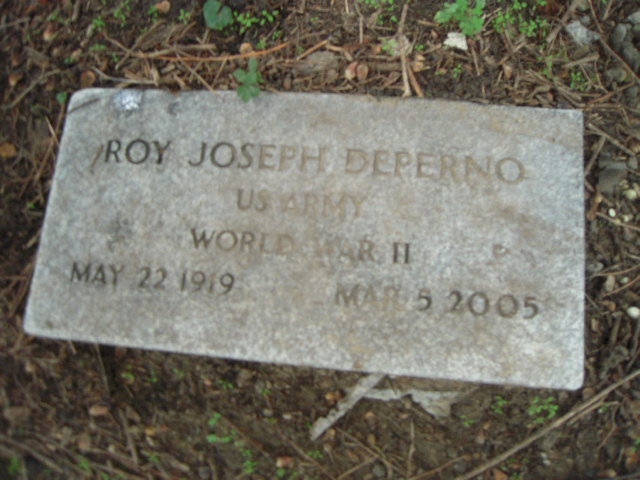 ROY JOSEPH DEPERNO
US ARMY
WORLD WAR II
MAY 22 1919 MAR 5 2005